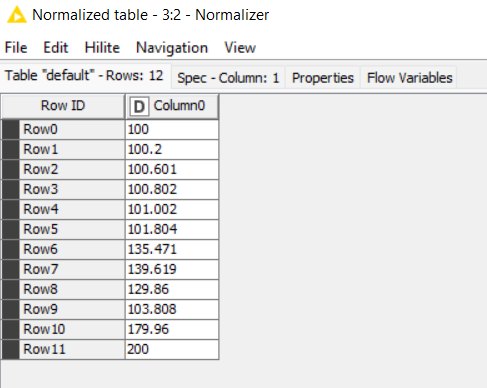 Normalized table - 3:2 - Normalizer
File Edit Hilite Navigation View
Table "default" - Rows: 12 Spec - Column: 1 Properties Flow Variables
Row ID D Column0
Row0 100
Row1 100.2
Row2 100.601
Row3 100.802
Row4 101.002
Row5 101.804
Row6 135.471
Row7 139.619
Row8 129.86
Row9 103.808
Row10 179.96
Row11 200